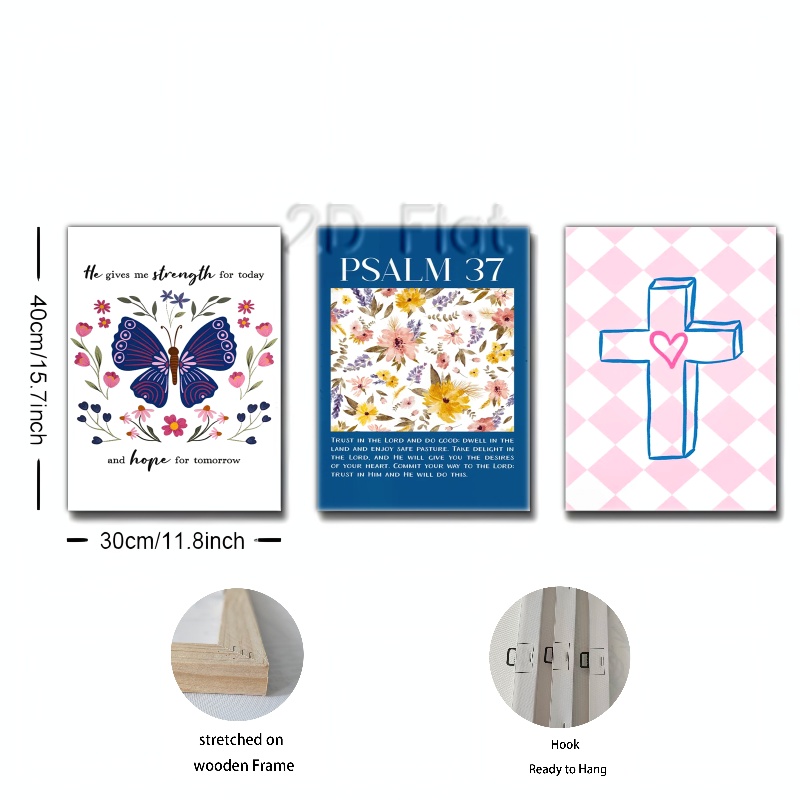 2D Flat
40cm/15.7inch
He gives me strength for today
and hope for tomorrow
PSALM 37
TRUST IN THE LORD AND DO GOOD; DWELL IN THE
LAND AND ENJOY SAFE PASTURE. TAKE DELIGHT IN
THE LORD, AND HE WILL GIVE YOU THE DESIRES
OF YOUR HEART. COMMIT YOUR WAY TO THE LORD;
TRUST IN HIM AND HE WILL DO THIS.
30cm/11.8inch
stretched on
wooden Frame
Hook
Ready to Hang